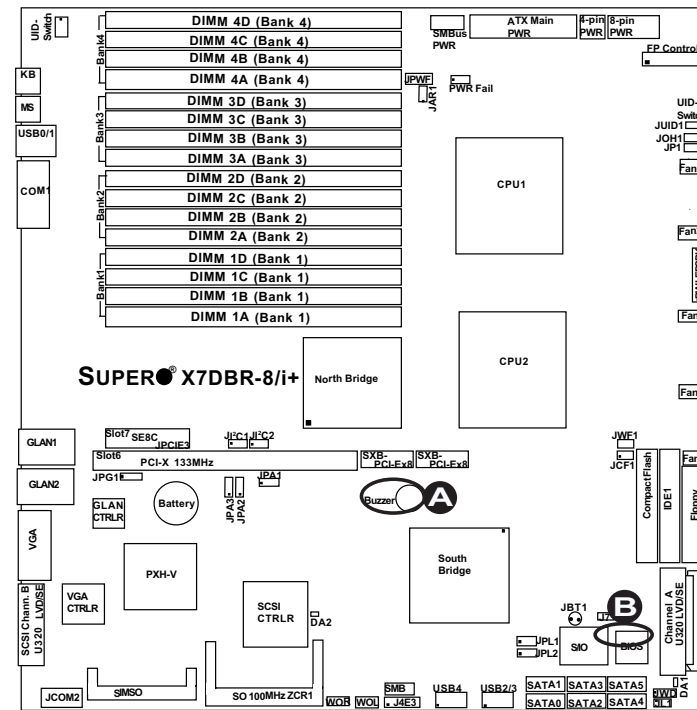 UID-
Switch
DIMM 4D (Bank 4)
DIMM 4C (Bank 4)
DIMM 4B (Bank 4)
DIMM 4A (Bank 4)
Bank4
SMBus
PWR
ATX Main
PWR
4-pin
PWR
8-pin
PWR
FP Control
KB
MS
USB0/1
COM1
JPWF
JAR1
PWR Fail
DIMM 3D (Bank 3)
DIMM 3C (Bank 3)
DIMM 3B (Bank 3)
DIMM 3A (Bank 3)
Bank3
UID-
JUID1
JOH1
JP1
Fan
CPU1
DIMM 2D (Bank 2)
DIMM 2C (Bank 2)
DIMM 2B (Bank 2)
DIMM 2A (Bank 2)
Bank2
Fan
DIMM 1D (Bank 1)
DIMM 1C (Bank 1)
DIMM 1B (Bank 1)
DIMM 1A (Bank 1)
Bank1
Fan
CPU2
SUPER® X7DBR-8/i+
North Bridge
Fan
GLAN1
Slot7 SE8C
JPCIE3
JI²C1
JI²C2
Slot6
PCI-X 133MHz
SXB-
PCI-Ex8
SXB-
PCI-Ex8
JWF1
JCF1
Fan
GLAN2
JPG1
GLAN
CTRLR
Battery
JPA3
JPA2
JPA1
Buzzer
A
CompactFlash
IDE1
Floppy
VGA
PXH-V
South
Bridge
SCSI Chann. B
U320 LVD/SE
VGA
CTRLR
SCSI
CTRLR
DA2
JBT1
B
Channel A
U320 LVD/SE
JPL1
JPL2
S/IO
BIOS
JCOM2
SIMSO
SO 100MHz ZCR1
WOR
WOL
SMB
J4E3
USB4
USB2/3
SATA1
SATA3
SATA5
SATA0
SATA2
SATA4
JWD
JL1
DA1